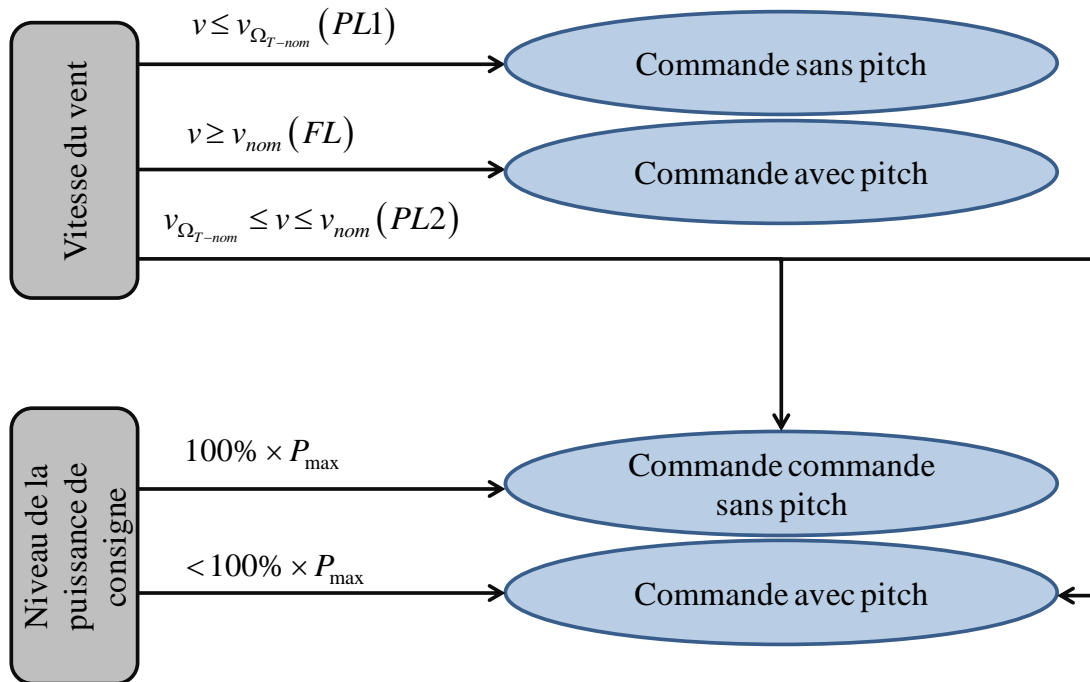 Vitesse du vent
v ≤ v_{Ω_{T−nom}} (PL1)
Commande sans pitch
v ≥ v_{nom} (FL)
Commande avec pitch
v_{Ω_{T−nom}} ≤ v ≤ v_{nom} (PL2)
Niveau de la
puissance de
consigne
100% × P_{max}
Commande commande
sans pitch
< 100% × P_{max}
Commande avec pitch